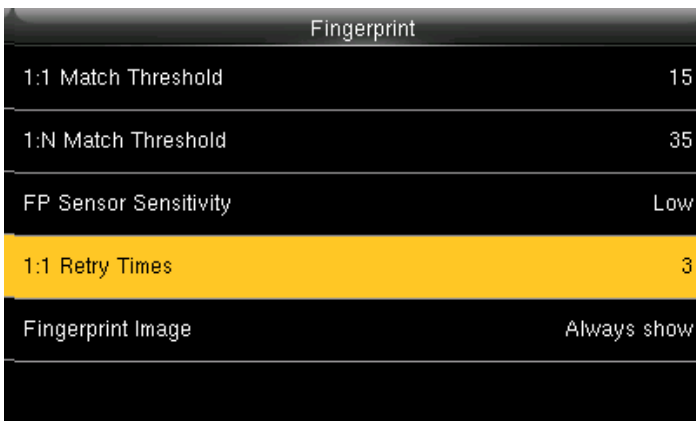 Fingerprint
1:1 Match Threshold 15
1:N Match Threshold 35
FP Sensor Sensitivity Low
1:1 Retry Times 3
Fingerprint Image Always show